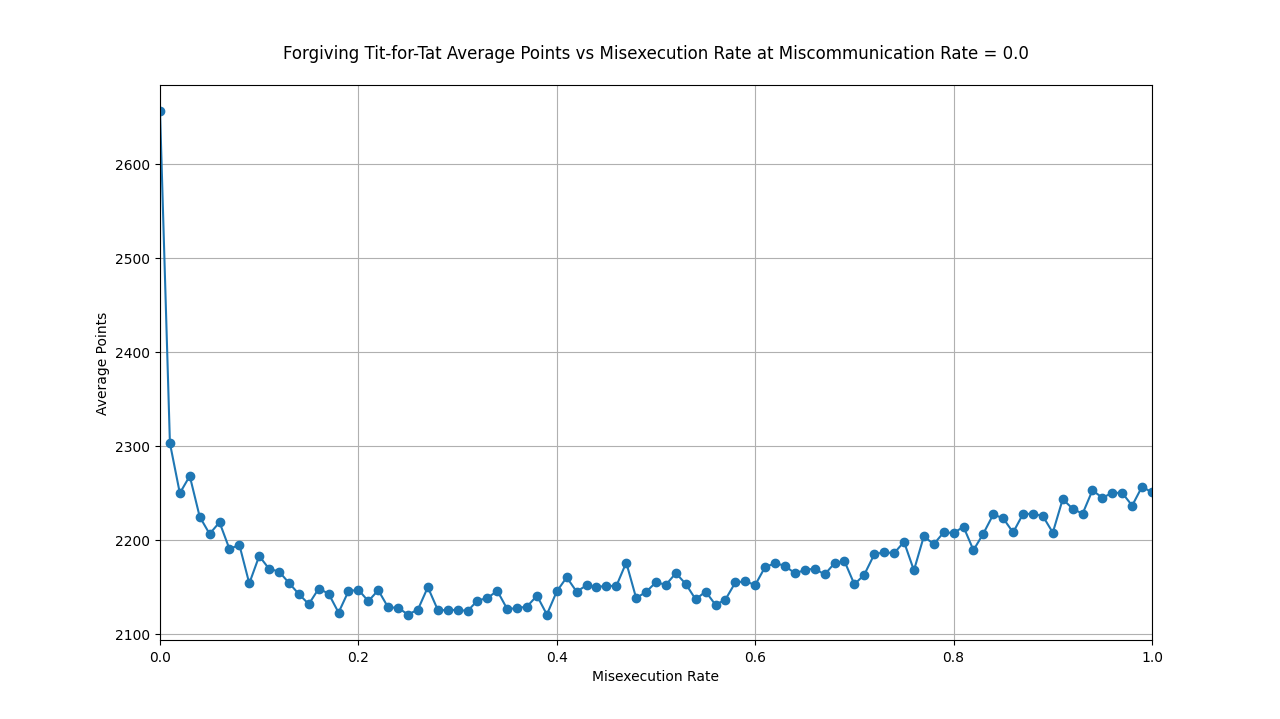 Forgiving Tit-for-Tat Average Points vs Misexecution Rate at Miscommunication Rate = 0.0
2600
2500
2400
2300
2200
2100
Average Points
0.0 0.2 0.4 0.6 0.8 1.0
Misexecution Rate